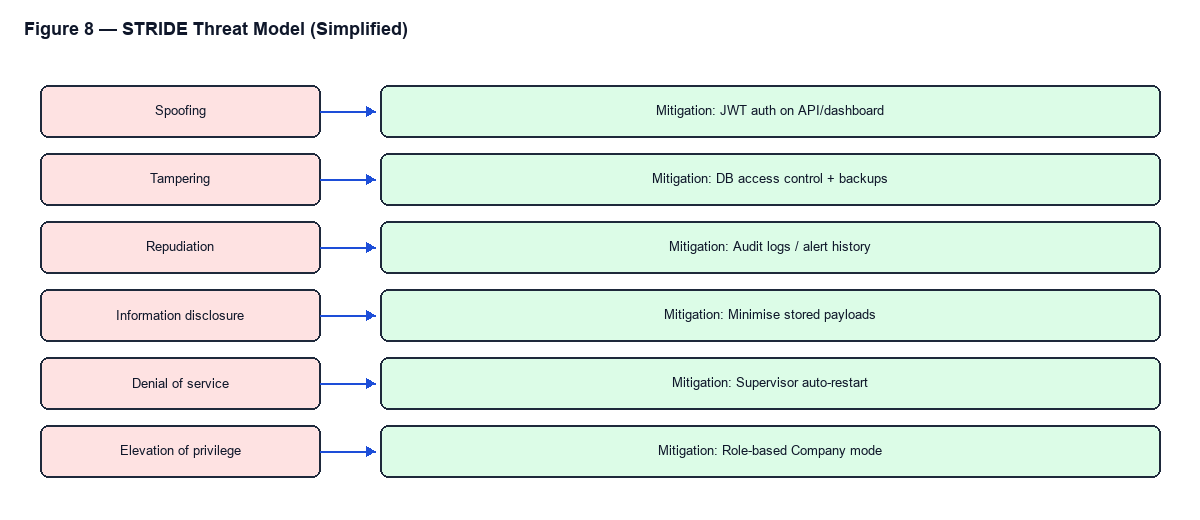 Figure 8 — STRIDE Threat Model (Simplified)
Spoofing
Mitigation: JWT auth on API/dashboard
Tampering
Mitigation: DB access control + backups
Repudiation
Mitigation: Audit logs / alert history
Information disclosure
Mitigation: Minimise stored payloads
Denial of service
Mitigation: Supervisor auto-restart
Elevation of privilege
Mitigation: Role-based Company mode